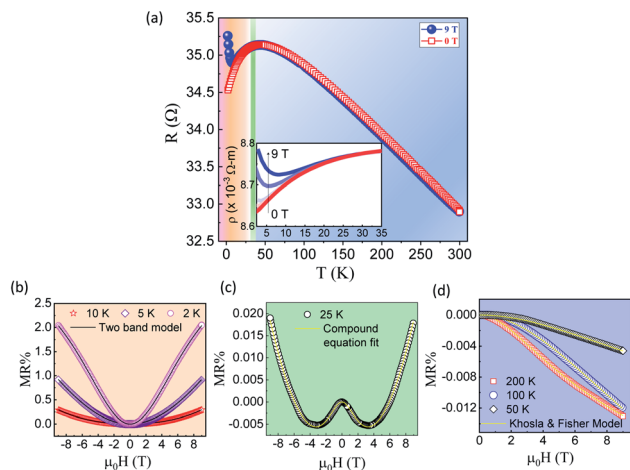 (a)
35.5
35.0
34.5
34.0
33.5
33.0
32.5
R (Ω)
9 T
0 T
8.8
8.7
8.6
ρ (x 10⁻³ Ω-m)
9 T
0 T
5 10 15 20 25 30 35
0 50 100 150 200 250 300
T (K)
(b)
2.5
2.0
1.5
1.0
0.5
0.0
MR%
10 K 5 K 2 K
Two band model
-8 -6 -4 -2 0 2 4 6 8
μ₀H (T)
(c)
0.020
0.015
0.010
0.005
0.000
-0.005
MR%
25 K
Compound
equation fit
-8 -6 -4 -2 0 2 4 6 8
μ₀H (T)
(d)
0.000
-0.004
-0.008
-0.012
MR%
200 K
100 K
50 K
Khosla & Fisher Model
0 2 4 6 8
μ₀H (T)